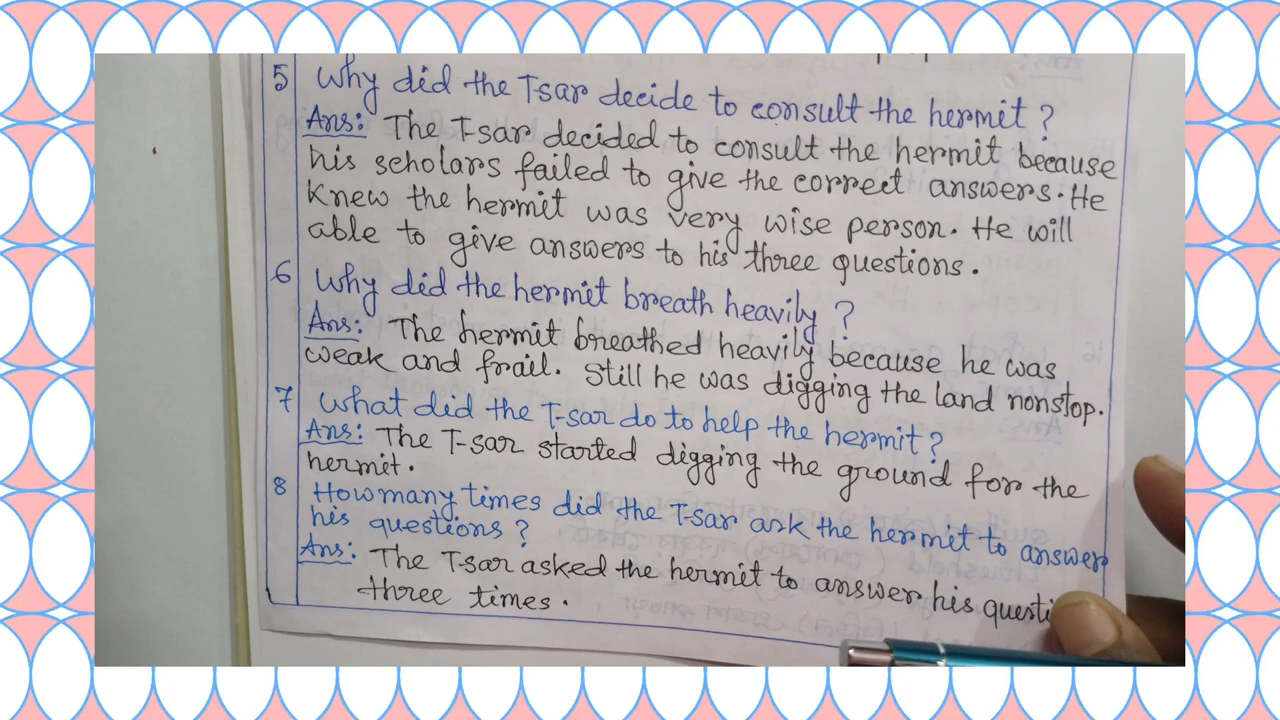 5 Why did the T-sar decide to consult the hermit ?
Ans: The T-sar decided to consult the hermit because
his scholars failed to give the correct answers. He
Knew the hermit was very wise person. He will
able to give answers to his three questions.
6 Why did the hermit breath heavily ?
Ans: The hermit breathed heavily because he was
weak and frail. Still he was digging the land nonstop.
7 What did the T-sar do to help the hermit ?
Ans: The T-sar started digging the ground for the
hermit.
8 How many times did the T-sar ask the hermit to answer
his questions ?
Ans: The T-sar asked the hermit to answer his questi
three times.